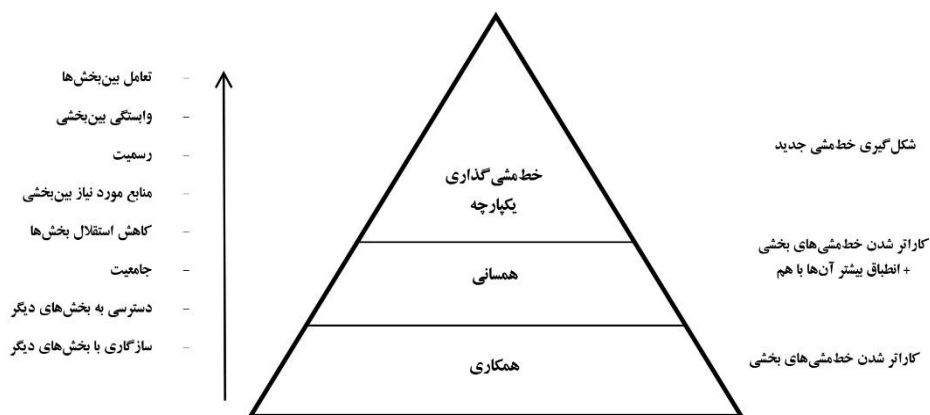 تعامل بین‌بخش‌ها -
وابستگی بین‌بخشی -
رسمیت -
منابع مورد نیاز بین‌بخشی -
کاهش استقلال بخش‌ها -
جامعیت -
دسترسی به بخش‌های دیگر -
سازگاری با بخش‌های دیگر -
خط‌مشی‌گذاری
یکپارچه
همسانی
همکاری
شکل‌گیری خط‌مشی جدید
کاراتر شدن خط‌مشی‌های بخشی
+ انطباق بیشتر آن‌ها با هم
کاراتر شدن خط‌مشی‌های بخشی